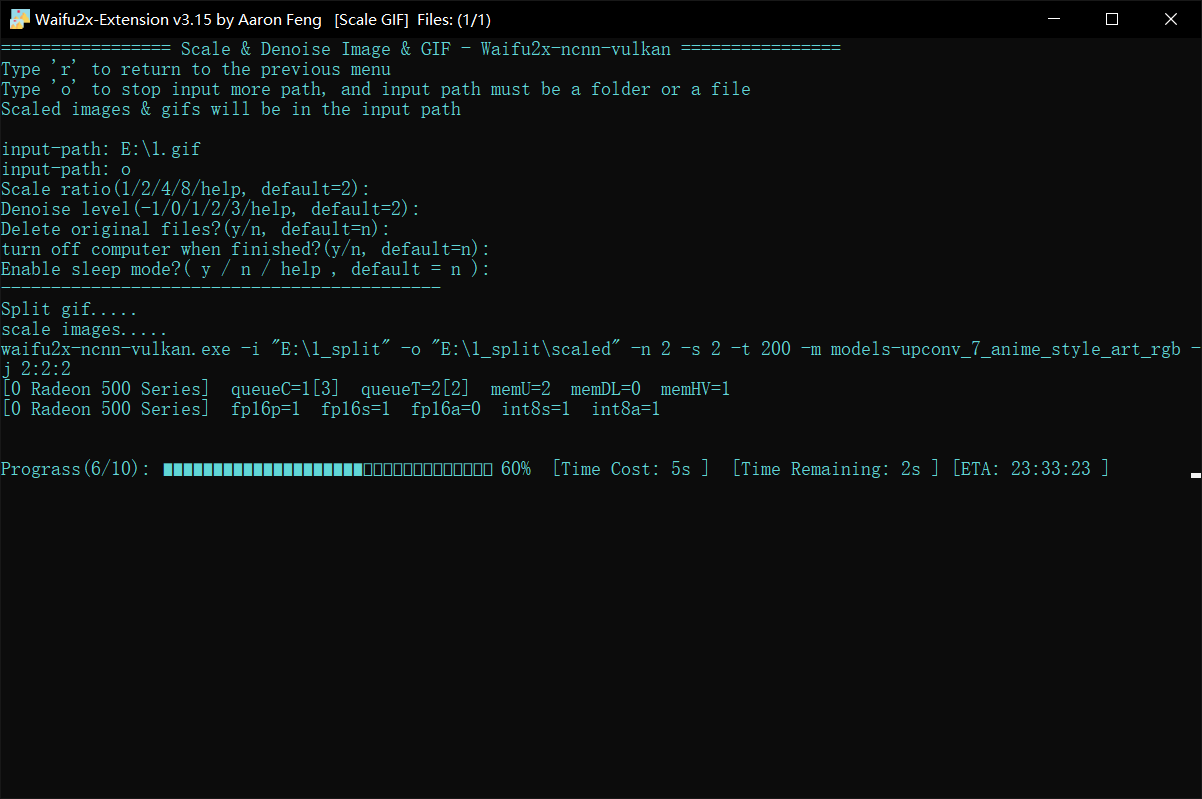 Waifu2x-Extension v3.15 by Aaron Feng [Scale GIF] Files: (1/1)
================= Scale & Denoise Image & GIF - Waifu2x-ncnn-vulkan ================
Type 'r' to return to the previous menu
Type 'o' to stop input more path, and input path must be a folder or a file
Scaled images & gifs will be in the input path
input-path: E:\1.gif
input-path: o
Scale ratio(1/2/4/8/help, default=2):
Denoise level(-1/0/1/2/3/help, default=2):
Delete original files?(y/n, default=n):
turn off computer when finished?(y/n, default=n):
Enable sleep mode?( y / n / help , default = n ):
--------------------------------------------
Split gif.....
scale images.....
waifu2x-ncnn-vulkan.exe -i "E:\1_split" -o "E:\1_split\scaled" -n 2 -s 2 -t 200 -m models-upconv_7_anime_style_art_rgb -
j 2:2:2
[0 Radeon 500 Series]  queueC=1[3]  queueT=2[2]  memU=2  memDL=0  memHV=1
[0 Radeon 500 Series]  fp16p=1  fp16s=1  fp16a=0  int8s=1  int8a=1
Prograss(6/10): ■■■■■■■■■■■■■■■■■■■■□□□□□□□□□□□□□ 60%  [Time Cost: 5s ]  [Time Remaining: 2s ] [ETA: 23:33:23 ]